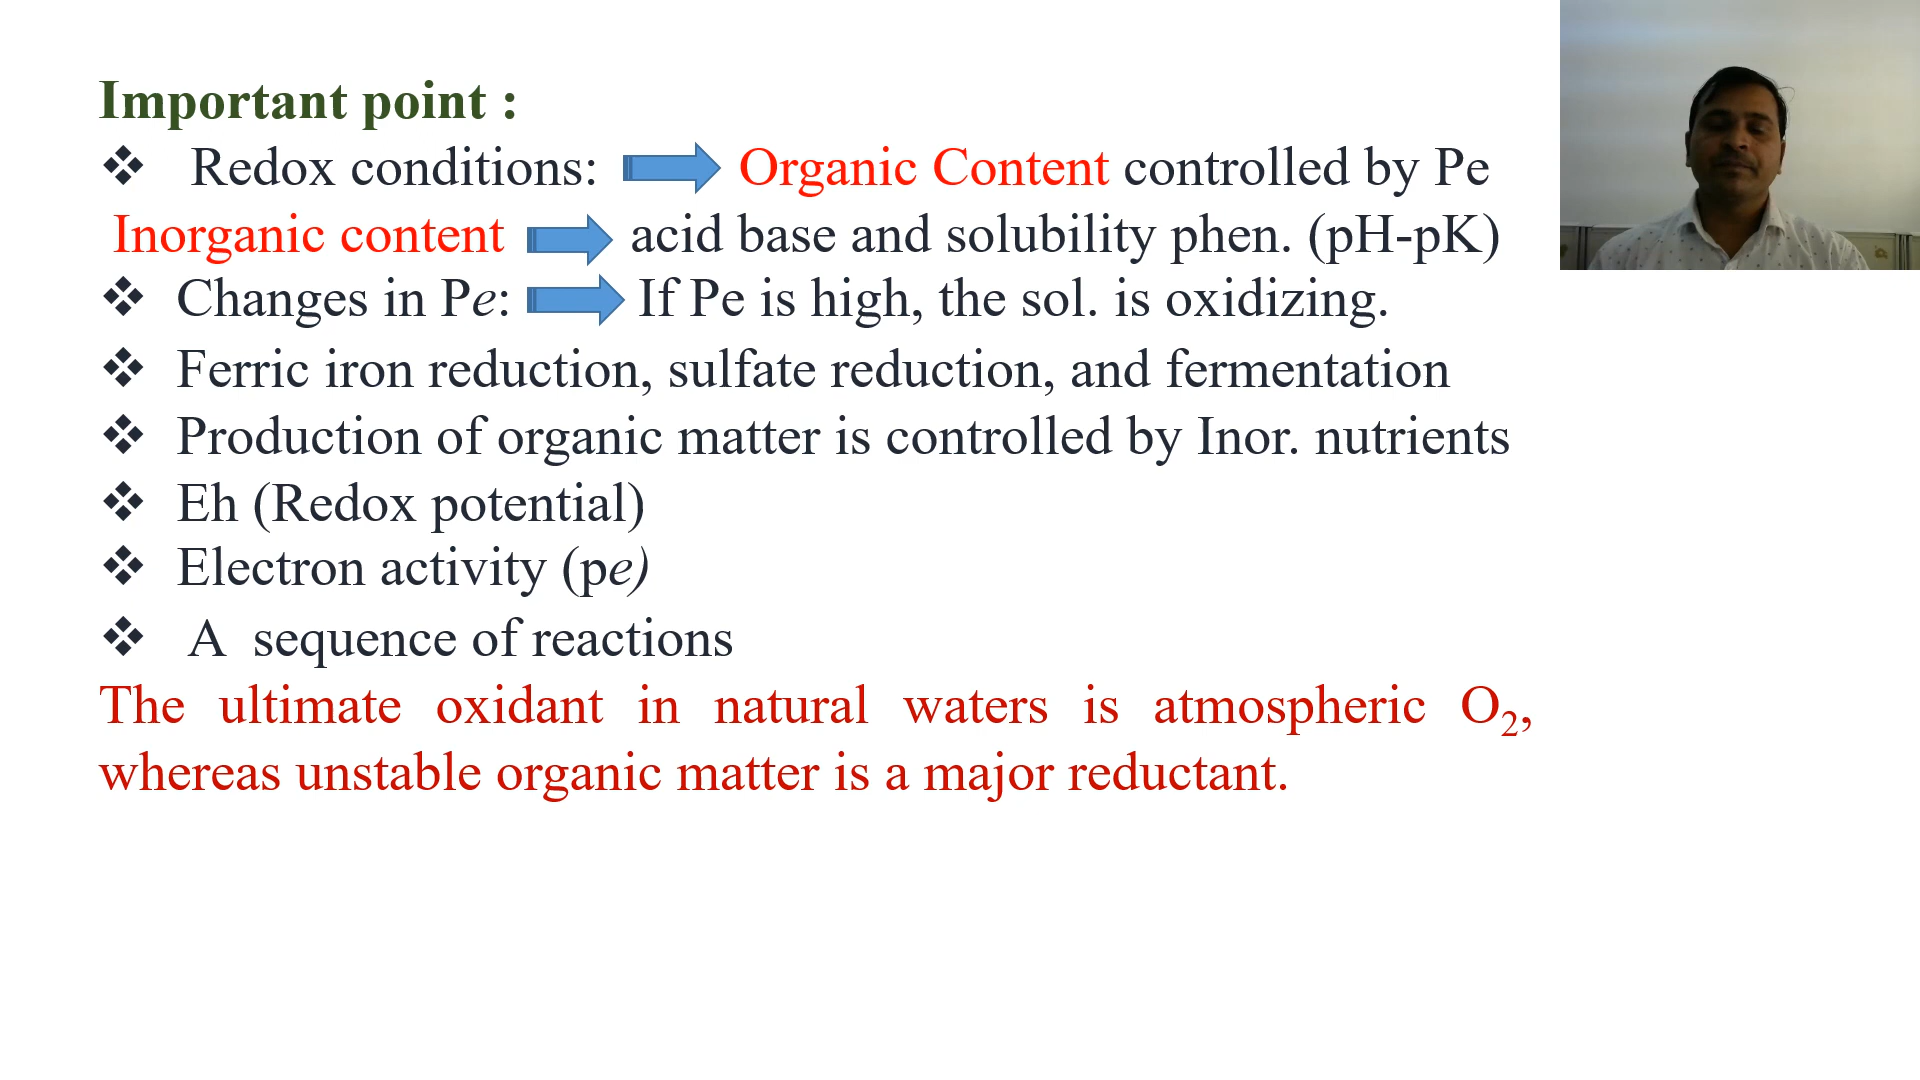 Important point :
❖ Redox conditions: Organic Content controlled by Pe
Inorganic content acid base and solubility phen. (pH-pK)
❖ Changes in Pe: If Pe is high, the sol. is oxidizing.
❖ Ferric iron reduction, sulfate reduction, and fermentation
❖ Production of organic matter is controlled by Inor. nutrients
❖ Eh (Redox potential)
❖ Electron activity (pe)
❖ A sequence of reactions
The ultimate oxidant in natural waters is atmospheric O₂,
whereas unstable organic matter is a major reductant.